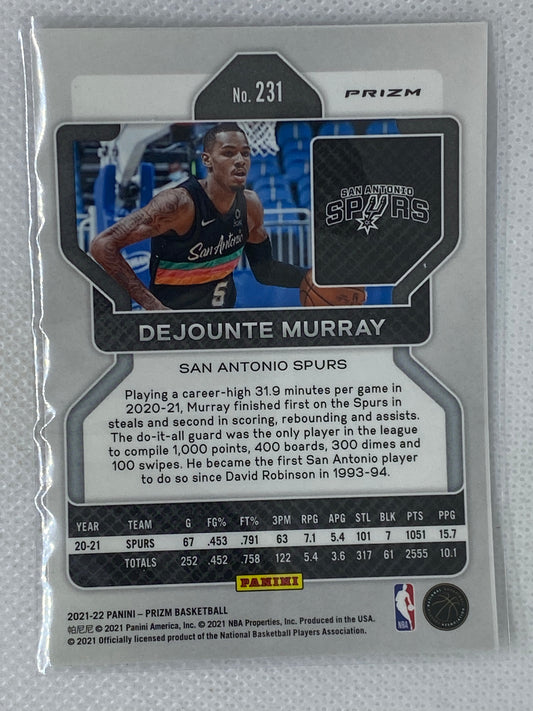 No. 231
PRIZM
SAN ANTONIO
SPURS
San Antonio
5
DEJOUNTE MURRAY
SAN ANTONIO SPURS
Playing a career-high 31.9 minutes per game in
2020-21, Murray finished first on the Spurs in
steals and second in scoring, rebounding and assists.
The do-it-all guard was the only player in the league
to compile 1,000 points, 400 boards, 300 dimes and
100 swipes. He became the first San Antonio player
to do so since David Robinson in 1993-94.
YEAR TEAM G FG% FT% 3PM RPG APG STL BLK PTS PPG
20-21 SPURS 67 .453 .791 63 7.1 5.4 101 7 1051 15.7
TOTALS 252 .452 .758 122 5.4 3.6 317 61 2555 10.1
PANINI
2021-22 PANINI – PRIZM BASKETBALL
帕尼尼 © 2021 Panini America, Inc. © 2021 NBA Properties, Inc. Produced in the USA.
© 2021 Officially licensed product of the National Basketball Players Association.
NBA